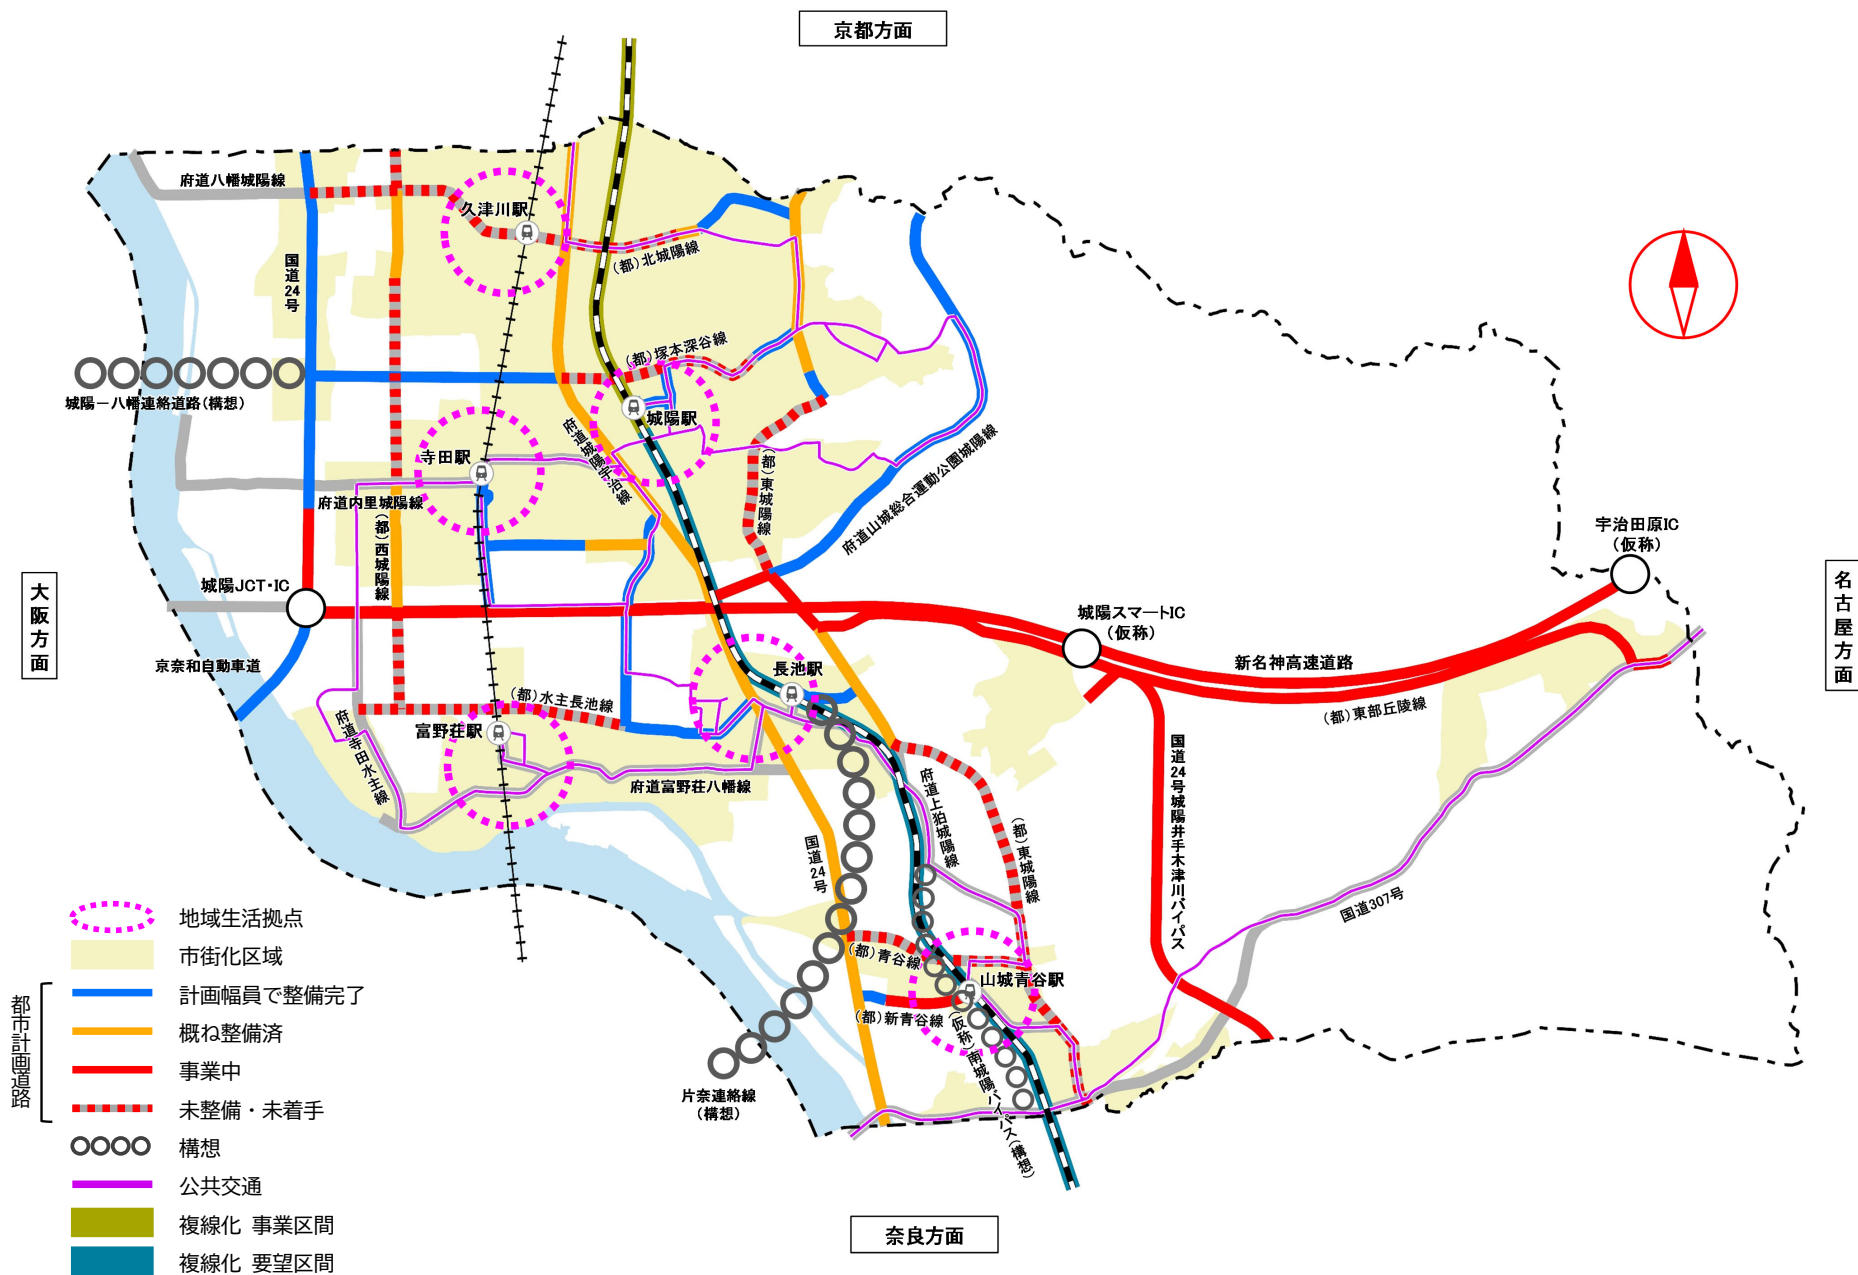 京都方面
府道八幡城陽線
久津川駅
国道24号
(都)北城陽線
(都)塚本深谷線
城陽－八幡連絡道路(構想)
城陽駅
府道城陽宇治線
寺田駅
(都)東城陽線
府道山城総合運動公園城陽線
府道内里城陽線
(都)西城陽線
宇治田原IC
(仮称)
大阪方面
城陽JCT・IC
城陽スマートIC
(仮称)
名古屋方面
京奈和自動車道
長池駅
新名神高速道路
(都)水主長池線
(都)東部丘陵線
富野荘駅
府道寺田水主線
府道富野荘八幡線
府道上狛城陽線
国道24号城陽井手木津川バイパス
国道24号
(都)東城陽線
国道307号
(都)青谷線
山城青谷駅
(都)新青谷線
(仮称)南城陽バイパス(構想)
片奈連絡線
(構想)
地域生活拠点
市街化区域
都市計画道路
計画幅員で整備完了
概ね整備済
事業中
未整備・未着手
構想
公共交通
複線化 事業区間
複線化 要望区間
奈良方面